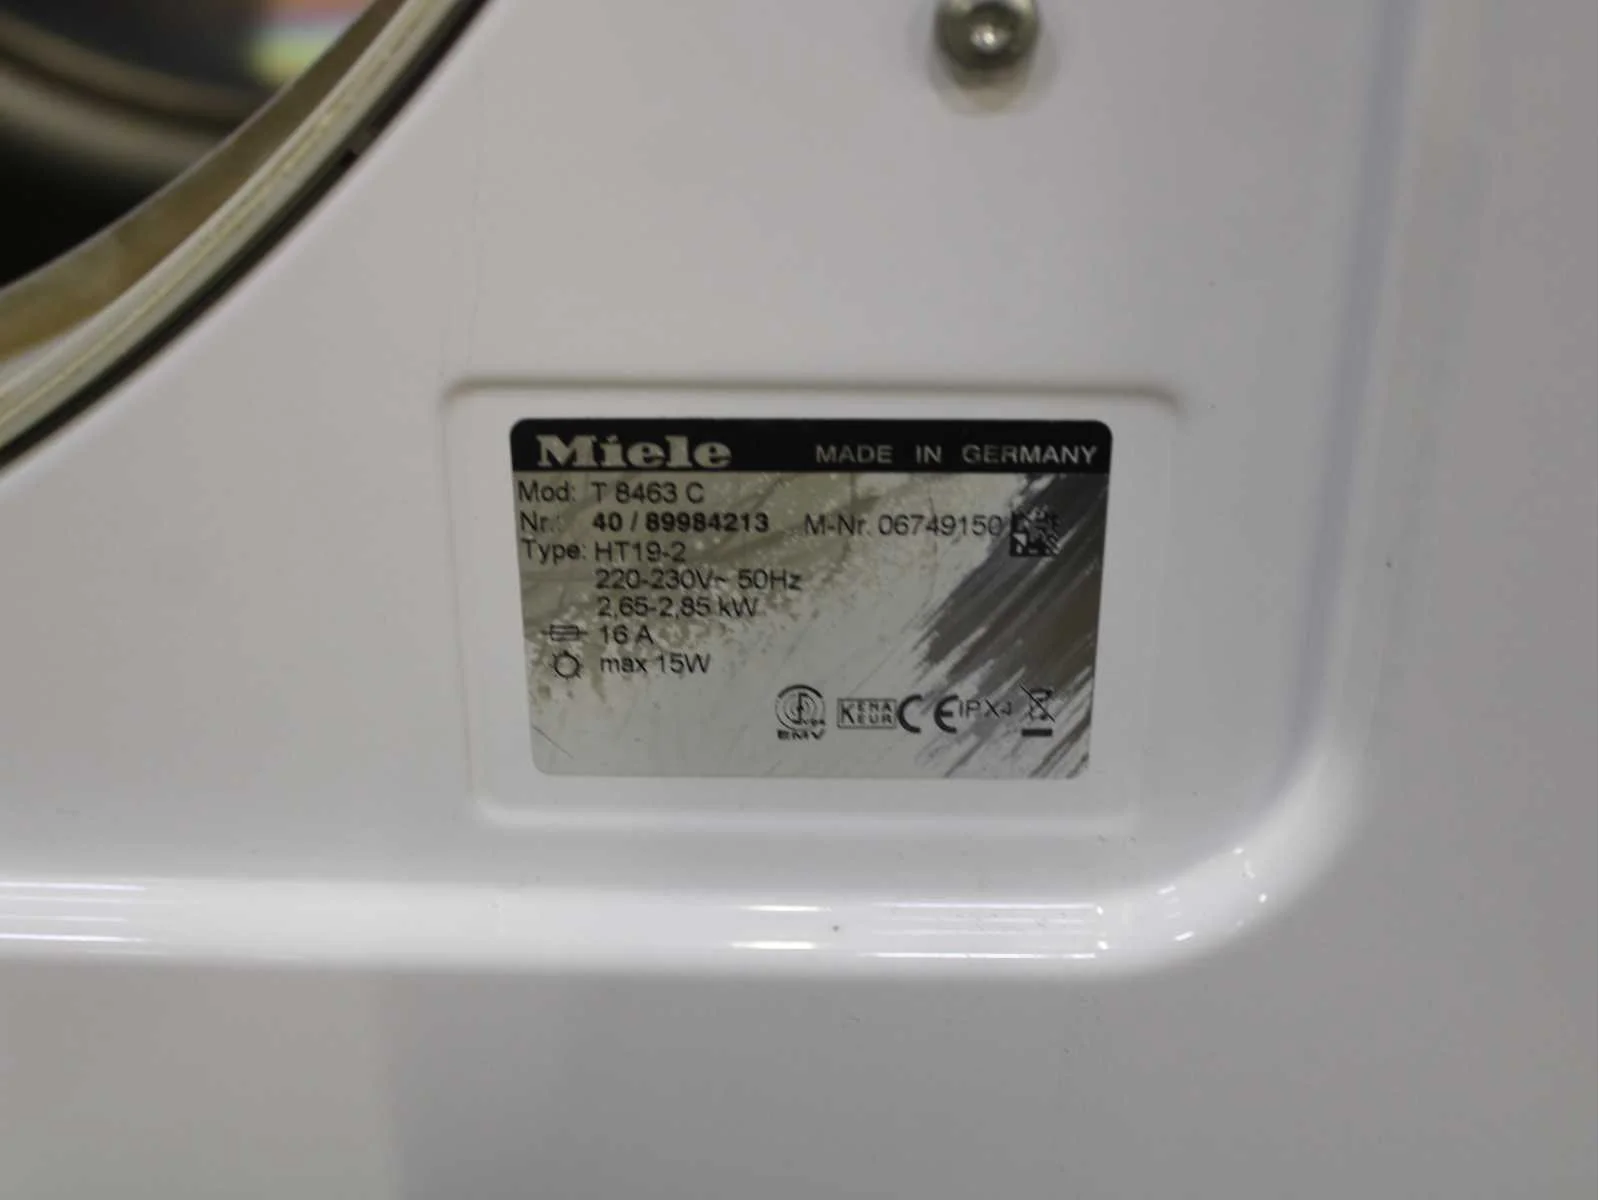 Miele MADE IN GERMANY
Mod: T 8463 C
Nr.: 40 / 89984213 M-Nr. 06749150
Type: HT19-2
220-230V~ 50Hz
2,65-2,85 kW
16 A
max 15W
KEMA
KEUR
CE IPX4
EMV